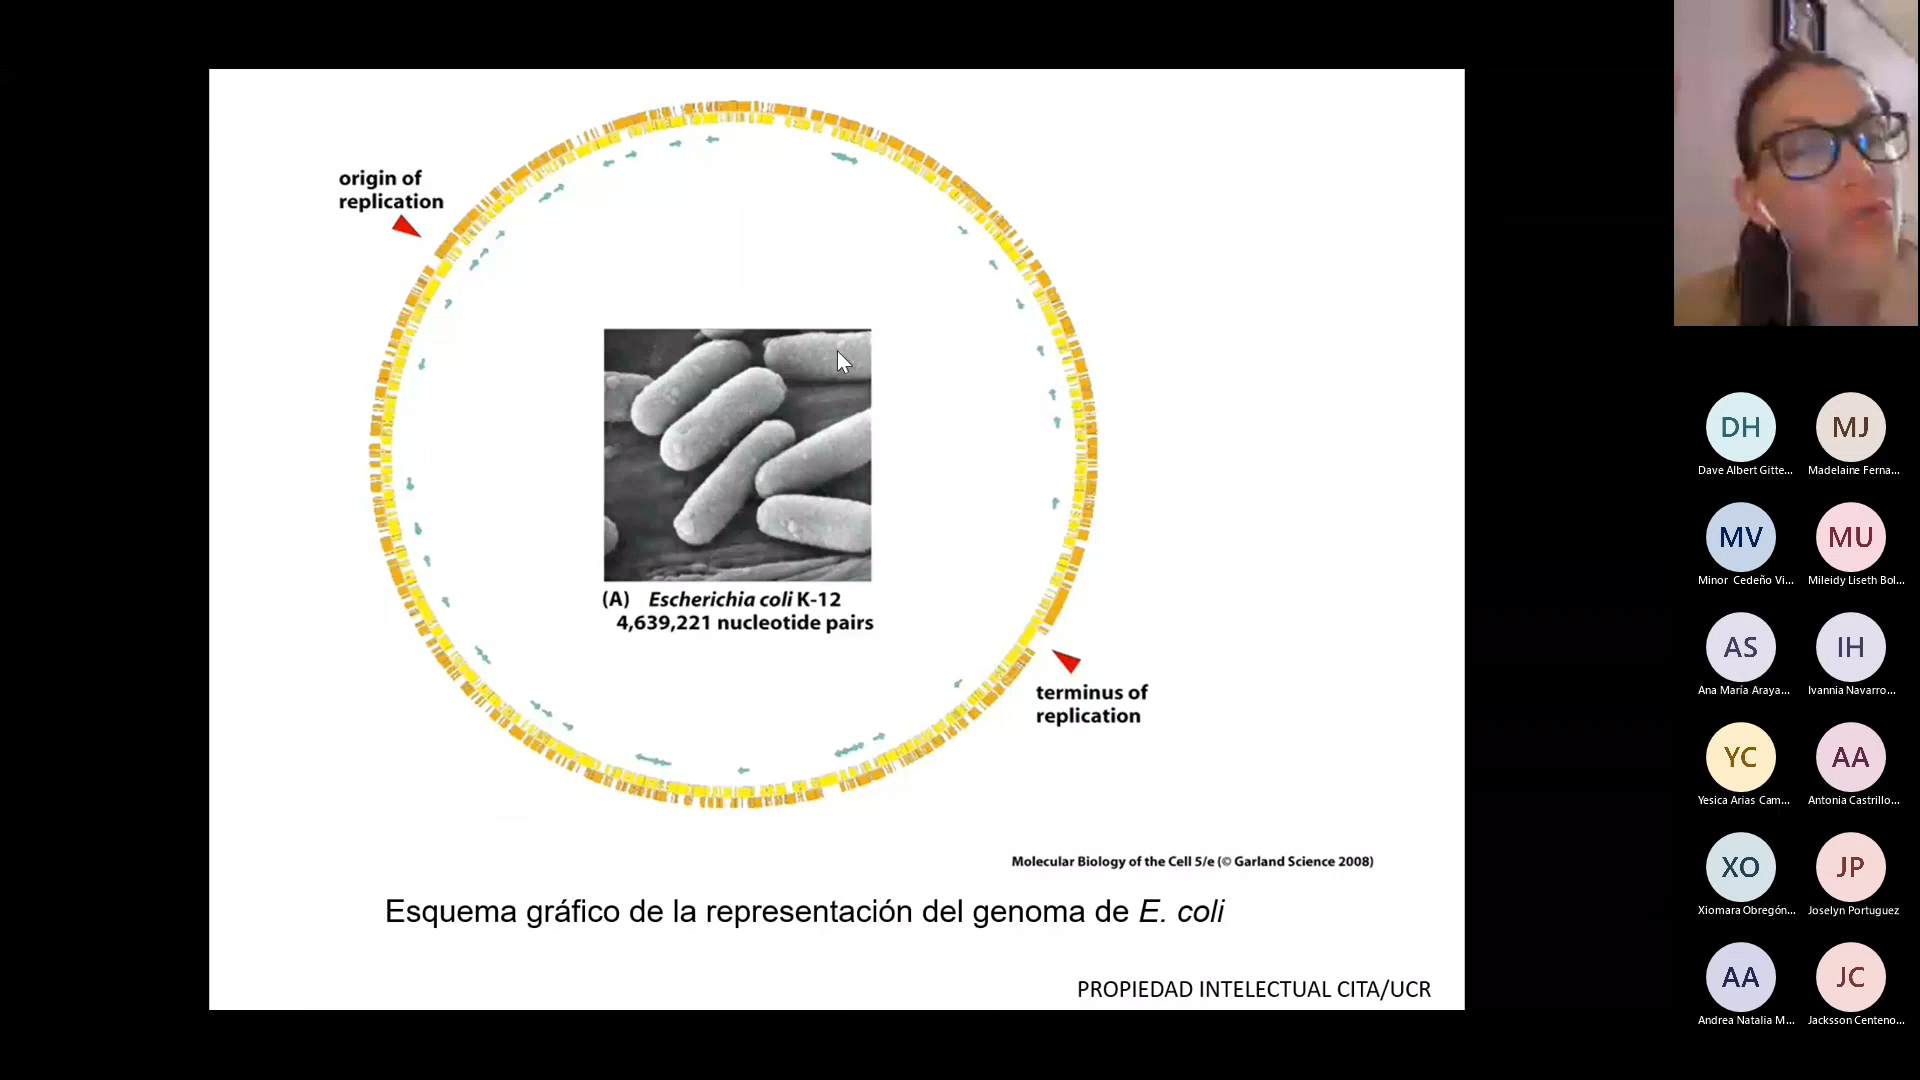 origin of
replication
(A) Escherichia coli K-12
4,639,221 nucleotide pairs
terminus of
replication
Molecular Biology of the Cell 5/e (© Garland Science 2008)
Esquema gráfico de la representación del genoma de E. coli
PROPIEDAD INTELECTUAL CITA/UCR
DH
Dave Albert Gitte...
MJ
Madelaine Ferna...
MV
Minor Cedeño Vi...
MU
Mileidy Liseth Bol...
AS
Ana María Araya...
IH
Ivannia Navarro...
YC
Yesica Arias Cam...
AA
Antonia Castrillo...
XO
Xiomara Obregón...
JP
Joselyn Portuguez
AA
Andrea Natalia M...
JC
Jacksson Centeno...